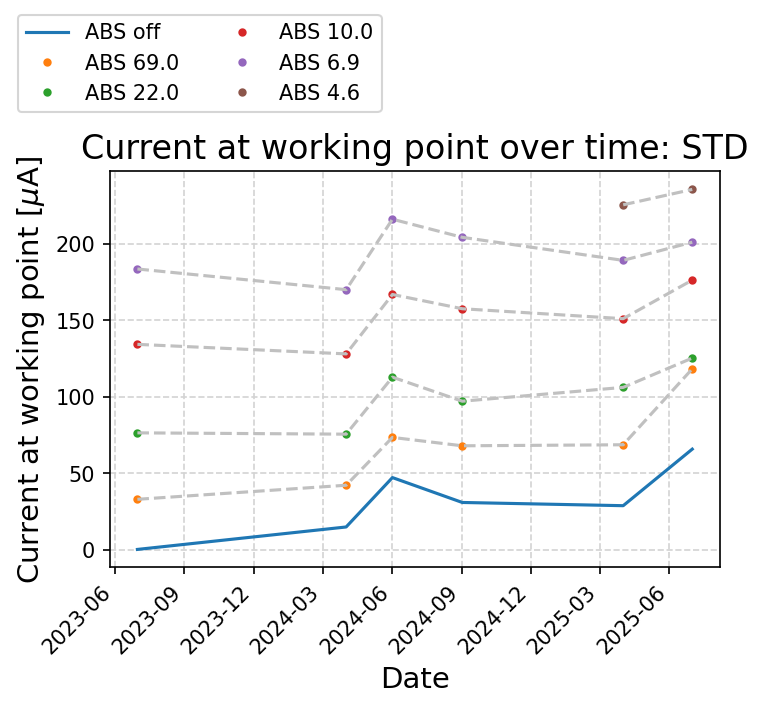 ABS off
ABS 69.0
ABS 22.0
ABS 10.0
ABS 6.9
ABS 4.6
Current at working point over time: STD
Current at working point [μA]
200
150
100
50
0
2023-06
2023-09
2023-12
2024-03
2024-06
2024-09
2024-12
2025-03
2025-06
Date